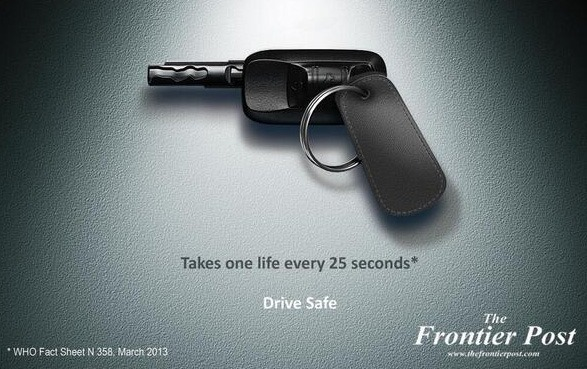 Takes one life every 25 seconds*
Drive Safe
* WHO Fact Sheet N 358, March 2013
The
Frontier Post
www.thefrontierpost.com